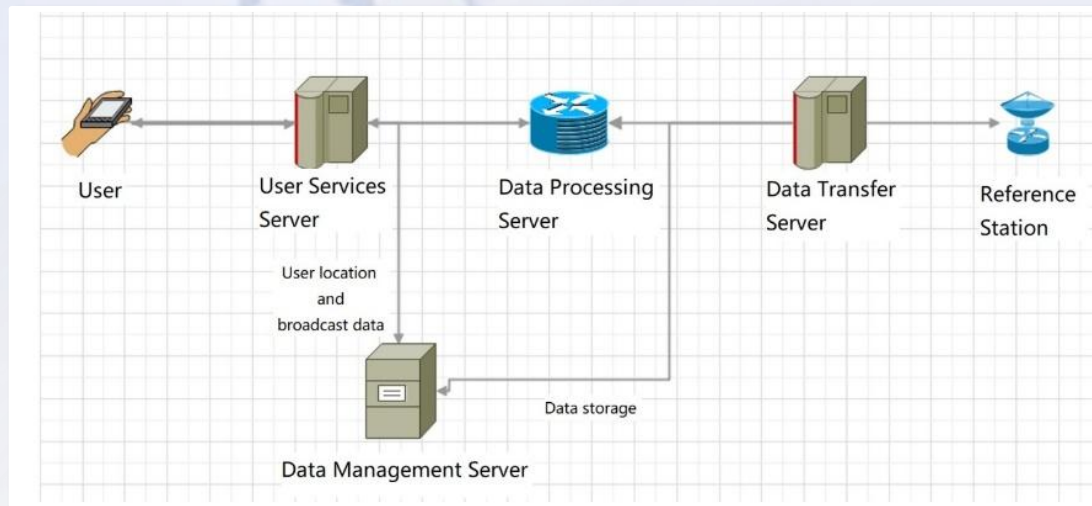 User
User Services
Server
Data Processing
Server
Data Transfer
Server
Reference
Station
User location
and
broadcast data
Data storage
Data Management Server